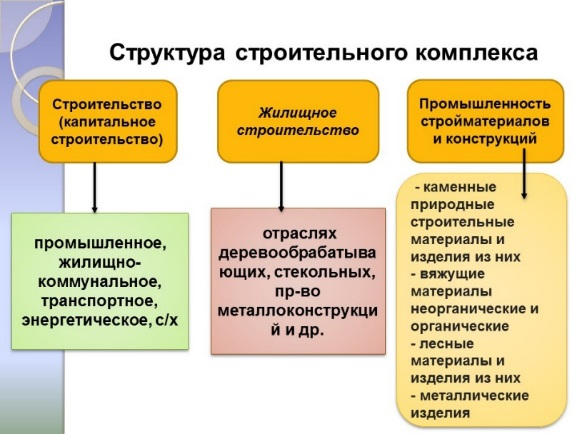 Структура строительного комплекса
Строительство
(капитальное
строительство)
Жилищное
строительство
Промышленность
стройматериалов
и конструкций
промышленное,
жилищно-
коммунальное,
транспортное,
энергетическое, с/х
отраслях
деревообрабатыва
ющих, стекольных,
пр-во
металлоконструкци
й и др.
- каменные
природные
строительные
материалы и
изделия из них
- вяжущие
материалы
неорганические и
органические
- лесные
материалы и
изделия из них
- металлические
изделия